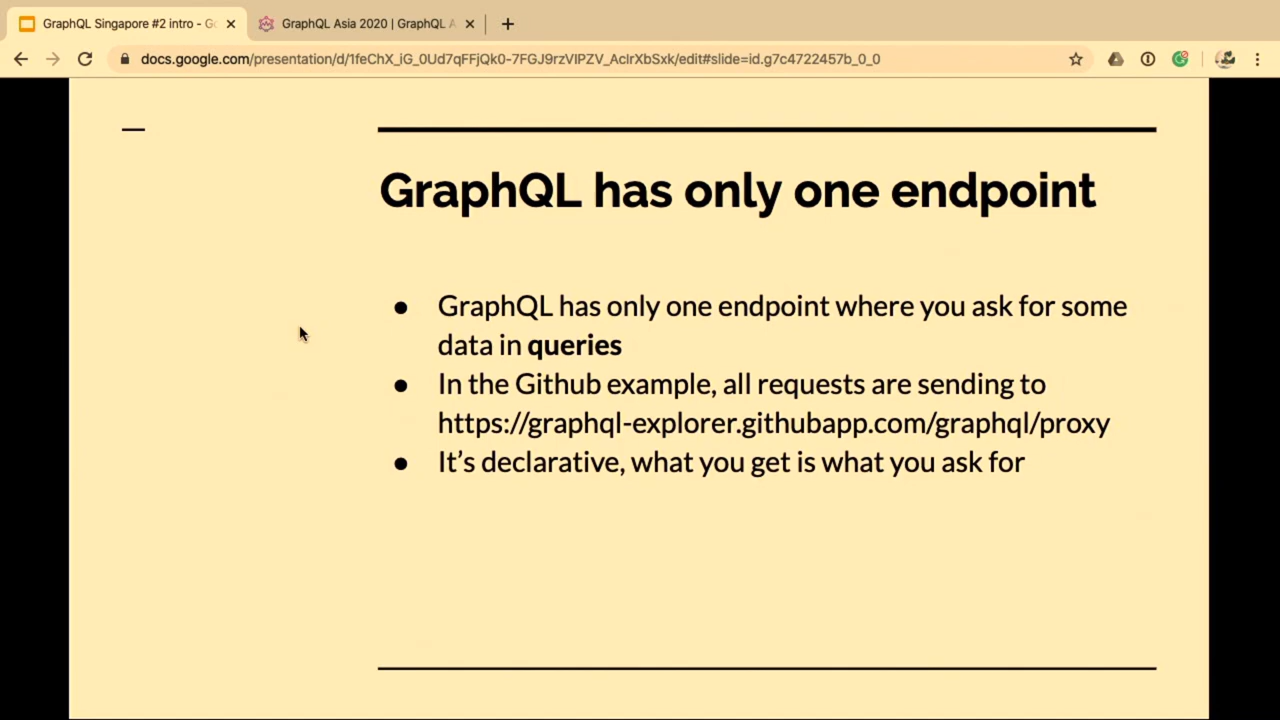 GraphQL Singapore #2 intro - Go
GraphQL Asia 2020 | GraphQL A
docs.google.com/presentation/d/1feChX_iG_0Ud7qFFjQk0-7FGJ9rzVIPZV_AcIrXbSxk/edit#slide=id.g7c4722457b_0_0
GraphQL has only one endpoint
● GraphQL has only one endpoint where you ask for some
data in queries
● In the Github example, all requests are sending to
https://graphql-explorer.githubapp.com/graphql/proxy
● It’s declarative, what you get is what you ask for